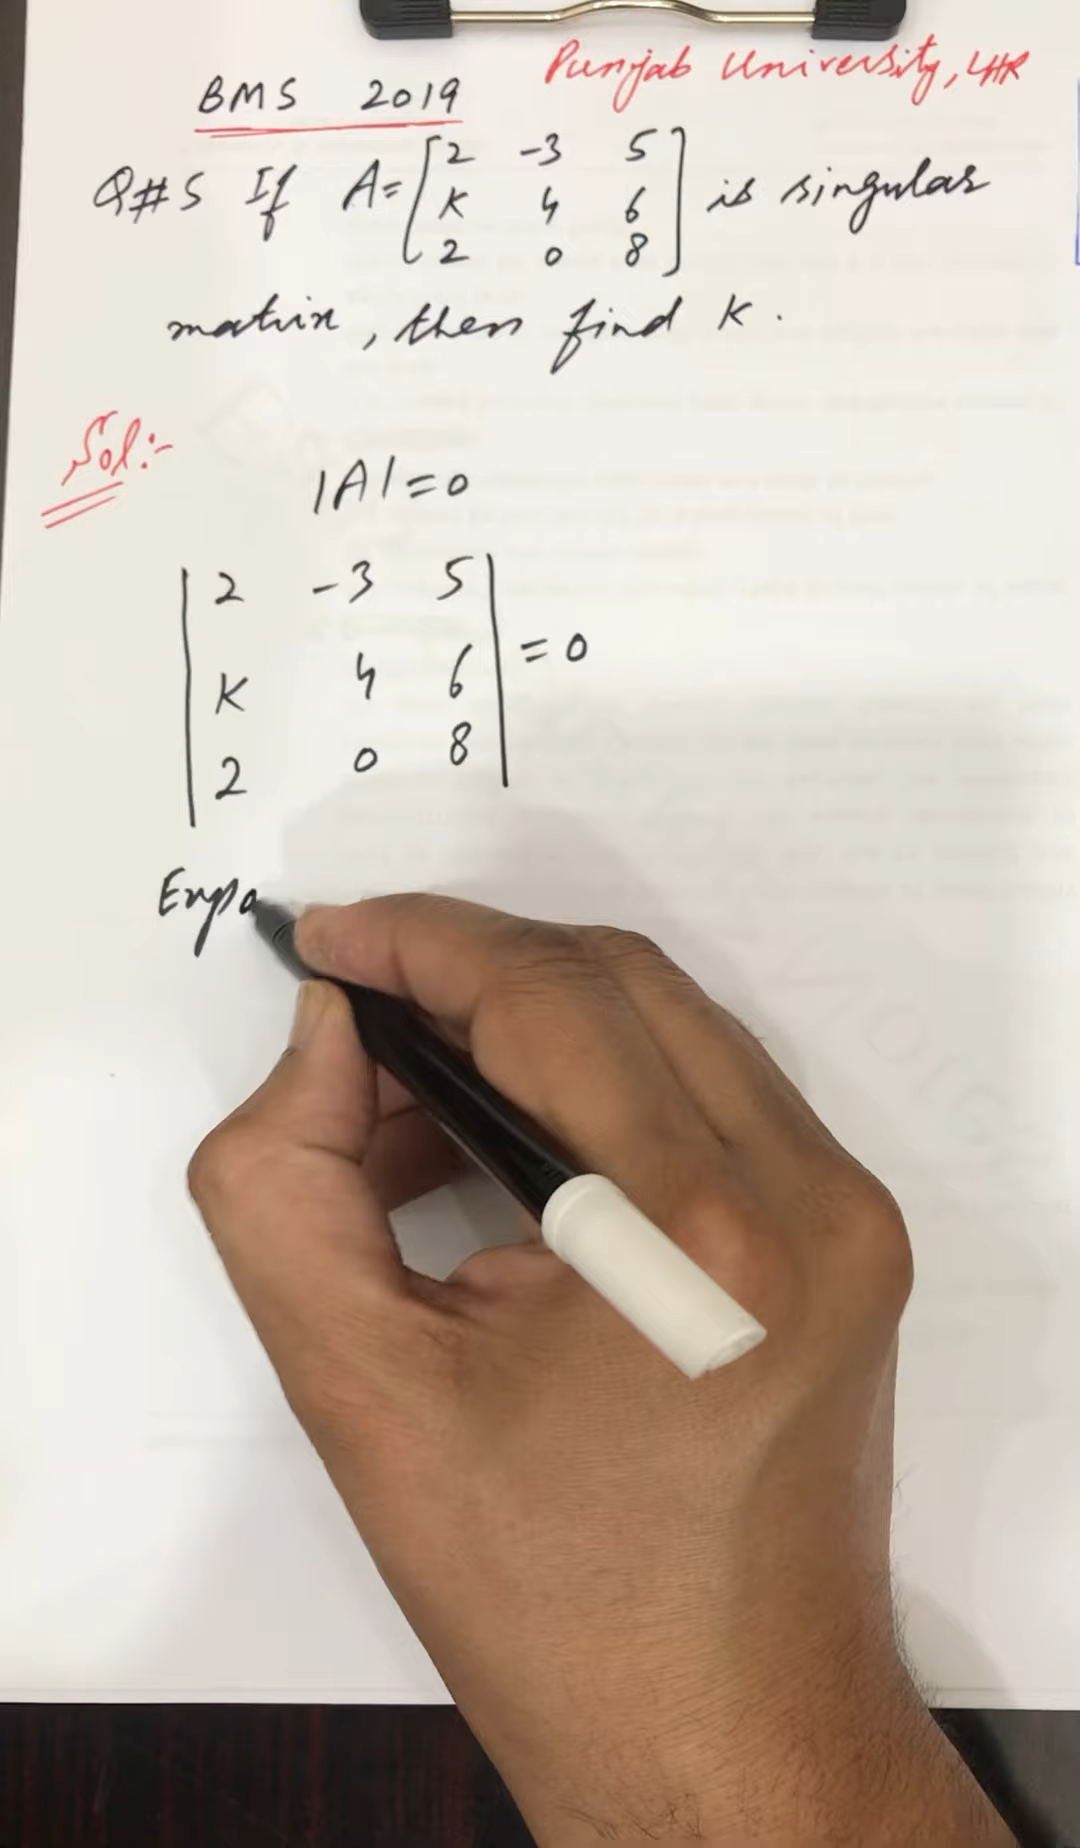 Punjab University, LHR
BMS 2019
Q#5 If A= [2 -3 5
K 4 6
2 0 8] is singular
matrix, then find K.
Sol:-
|A|=0
|2 -3 5|
|K 4 6| = 0
|2 0 8|
Expa